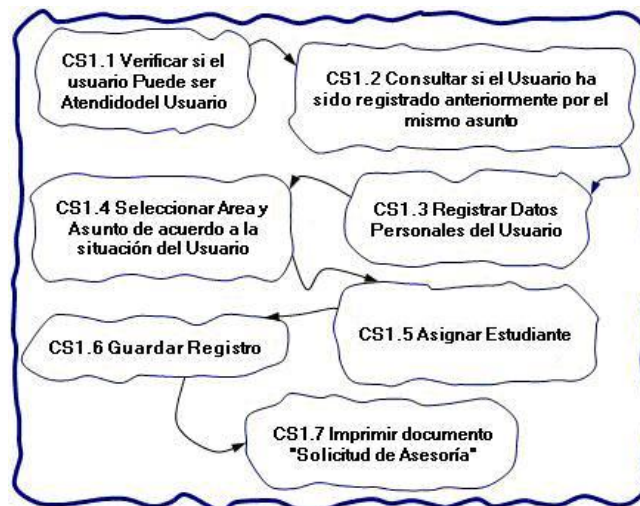 CS1.1 Verificar si el
usuario Puede ser
Atendidodel Usuario
CS1.2 Consultar si el Usuario ha
sido registrado anteriormente por el
mismo asunto
CS1.3 Registrar Datos
Personales del Usuario
CS1.4 Seleccionar Area y
Asunto de acuerdo a la
situación del Usuario
CS1.5 Asignar Estudiante
CS1.6 Guardar Registro
CS1.7 Imprimir documento
"Solicitud de Asesoría"